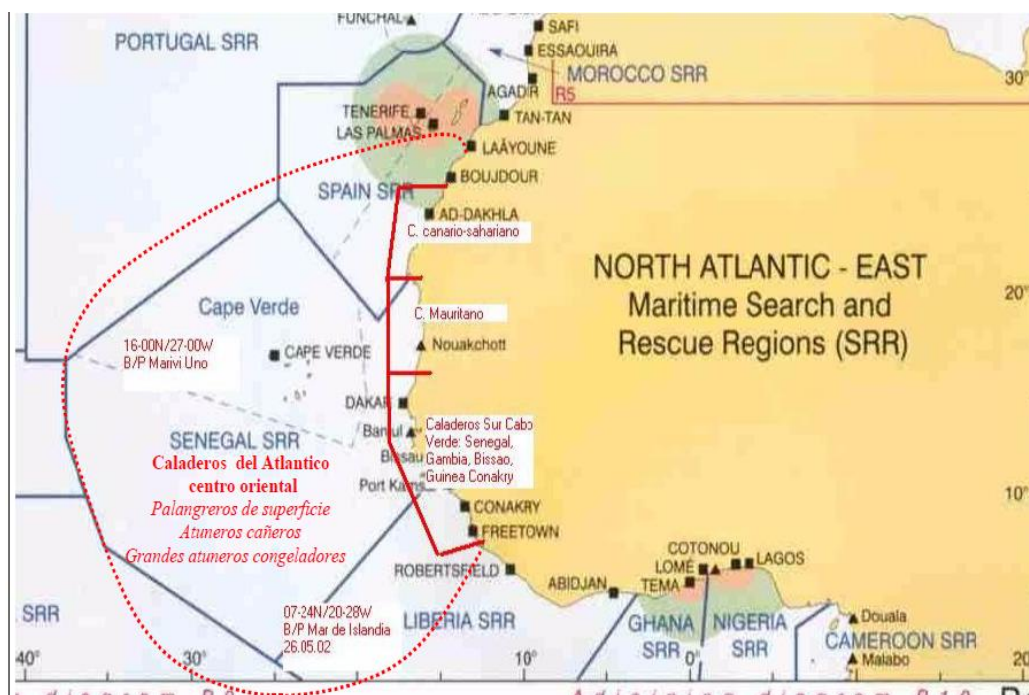 FUNCHAL
SAFI
PORTUGAL SRR
ESSAOUIRA
MOROCCO SRR
30°
AGADIR
R5
TENERIFE
TAN-TAN
LAS PALMAS
LAÂYOUNE
BOUJDOUR
SPAIN SRR
AD-DAKHLA
C. canario-sahariano
NORTH ATLANTIC - EAST
Maritime Search and
Rescue Regions (SRR)
20°
Cape Verde
C. Mauritano
16-00N/27-00W
B/P Marivi Uno
CAPE VERDE
Nouakchott
DAKAR
Banjul
Caladeros Sur Cabo
Verde: Senegal,
Gambia, Bissao,
Guinea Conakry
SENEGAL SRR
Bissau
Caladeros del Atlantico
centro oriental
Palangreros de superficie
Atuneros cañeros
Grandes atuneros congeladores
Port Kams
10°
CONAKRY
FREETOWN
COTONOU
LAGOS
ROBERTSFIELD
LOMÉ
ABIDJAN
TEMA
07-24N/20-28W
B/P Mar de Islandia
26.05.02
SRR
LIBERIA SRR
GHANA
SRR
NIGERIA
SRR
Douala
CAMEROON SRR
Malabo
40°
30°
10°
0°
20°